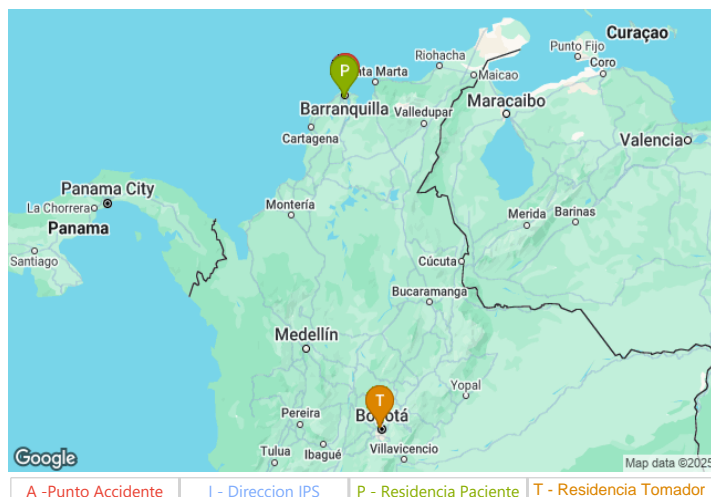 Curaçao
Punto Fijo
Coro
Riohacha
P
nta Marta
Maicao
Barranquilla
Maracaibo
Valledupar
Cartagena
Valencia
Panama City
La Chorrera
Montería
Merida
Barinas
Panama
Santiago
Cúcuta
Bucaramanga
Medellín
Yopal
T
Bogotá
Pereira
Villavicencio
Tulua
Ibagué
Google
Map data ©2025
A -Punto Accidente
I - Direccion IPS
P - Residencia Paciente
T - Residencia Tomador